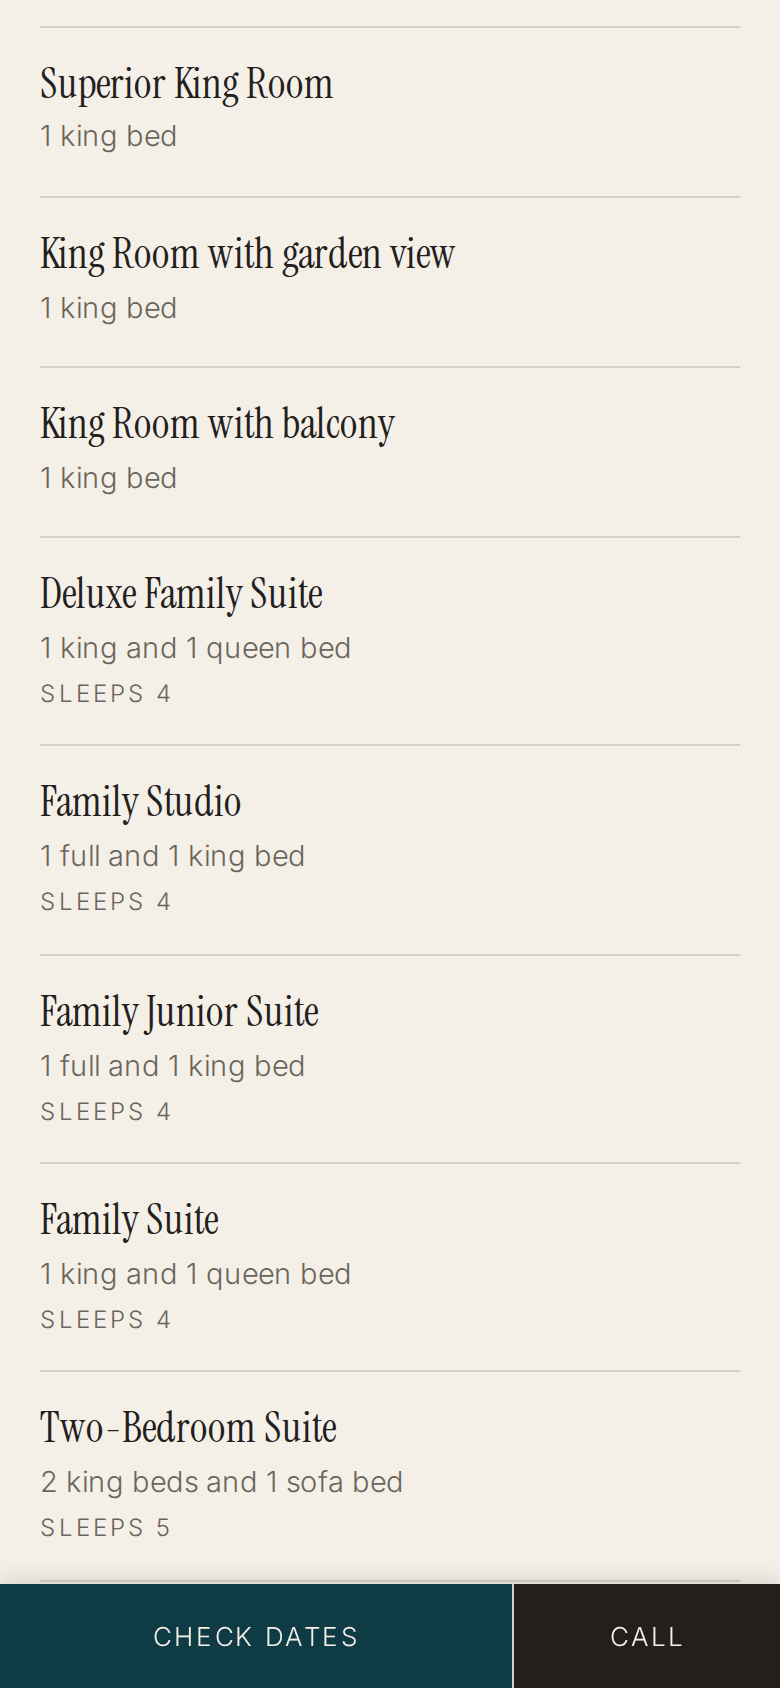 Superior King Room
1 king bed
King Room with garden view
1 king bed
King Room with balcony
1 king bed
Deluxe Family Suite
1 king and 1 queen bed
SLEEPS 4
Family Studio
1 full and 1 king bed
SLEEPS 4
Family Junior Suite
1 full and 1 king bed
SLEEPS 4
Family Suite
1 king and 1 queen bed
SLEEPS 4
Two-Bedroom Suite
2 king beds and 1 sofa bed
SLEEPS 5
CHECK DATES
CALL